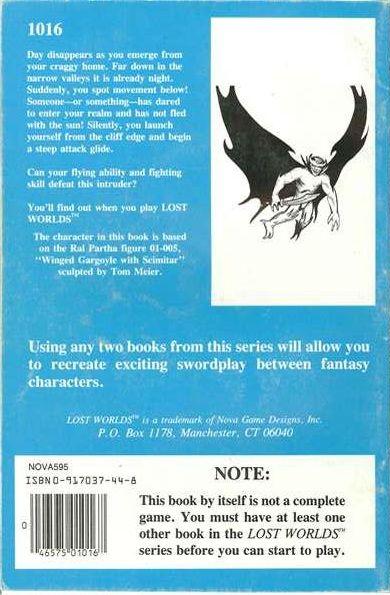 1016
Day disappears as you emerge from
your craggy home. Far down in the
narrow valleys it is already night.
Suddenly, you spot movement below!
Someone—or something—has dared
to enter your realm and has not fled
with the sun! Silently, you launch
yourself from the cliff edge and begin
a steep attack glide.
Can your flying ability and fighting
skill defeat this intruder?
You'll find out when you play LOST
WORLDS™
The character in this book is based
on the Ral Partha figure 01-005,
"Winged Gargoyle with Scimitar"
sculpted by Tom Meier.
Using any two books from this series will allow you
to recreate exciting swordplay between fantasy
characters.
LOST WORLDS™ is a trademark of Nova Game Designs, Inc.
P.O. Box 1178, Manchester, CT 06040
NOVA595
ISBN 0-917037-44-8
0 46575 01016
NOTE:
This book by itself is not a complete
game. You must have at least one
other book in the LOST WORLDS™
series before you can start to play.